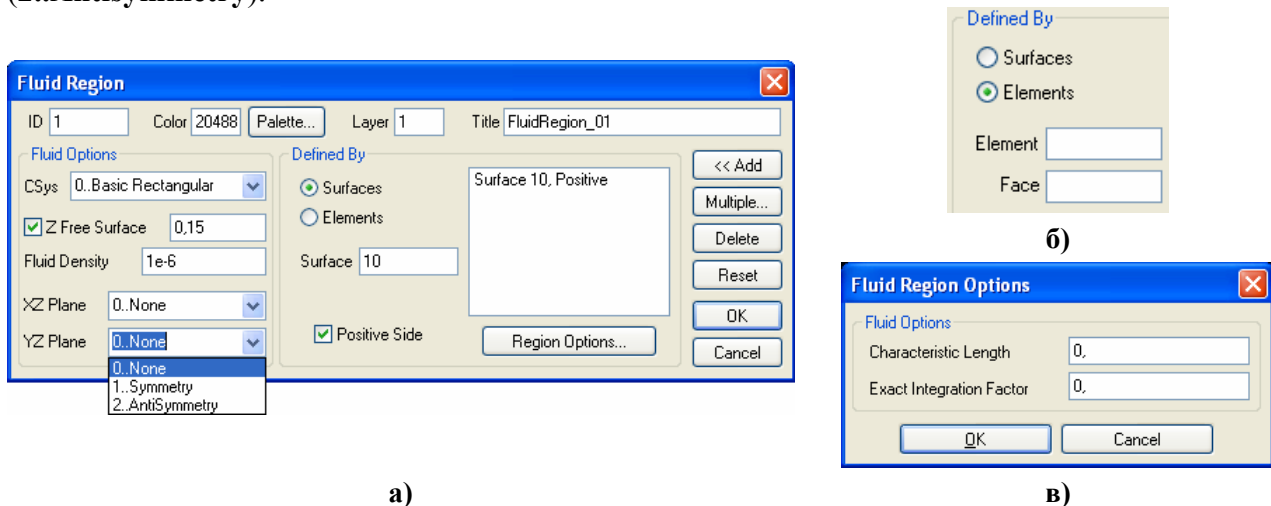 Fluid Region
ID 1 Color 20488 Palette... Layer 1 Title FluidRegion_01
Fluid Options
CSys 0..Basic Rectangular
Z Free Surface 0,15
Fluid Density 1e-6
XZ Plane 0..None
YZ Plane 0..None
0..None
1..Symmetry
2..AntiSymmetry
Defined By
Surfaces
Elements
Surface 10
Positive Side
Surface 10, Positive
Region Options...
<< Add
Multiple...
Delete
Reset
OK
Cancel
а)
Defined By
Surfaces
Elements
Element
Face
б)
Fluid Region Options
Fluid Options
Characteristic Length 0,
Exact Integration Factor 0,
OK Cancel
в)